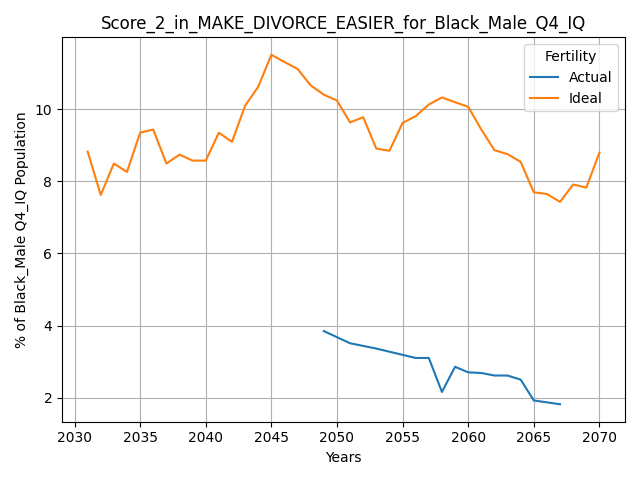 Score_2_in_MAKE_DIVORCE_EASIER_for_Black_Male_Q4_IQ
Fertility
Actual
Ideal
% of Black_Male Q4_IQ Population
10
8
6
4
2
2030 2035 2040 2045 2050 2055 2060 2065 2070
Years